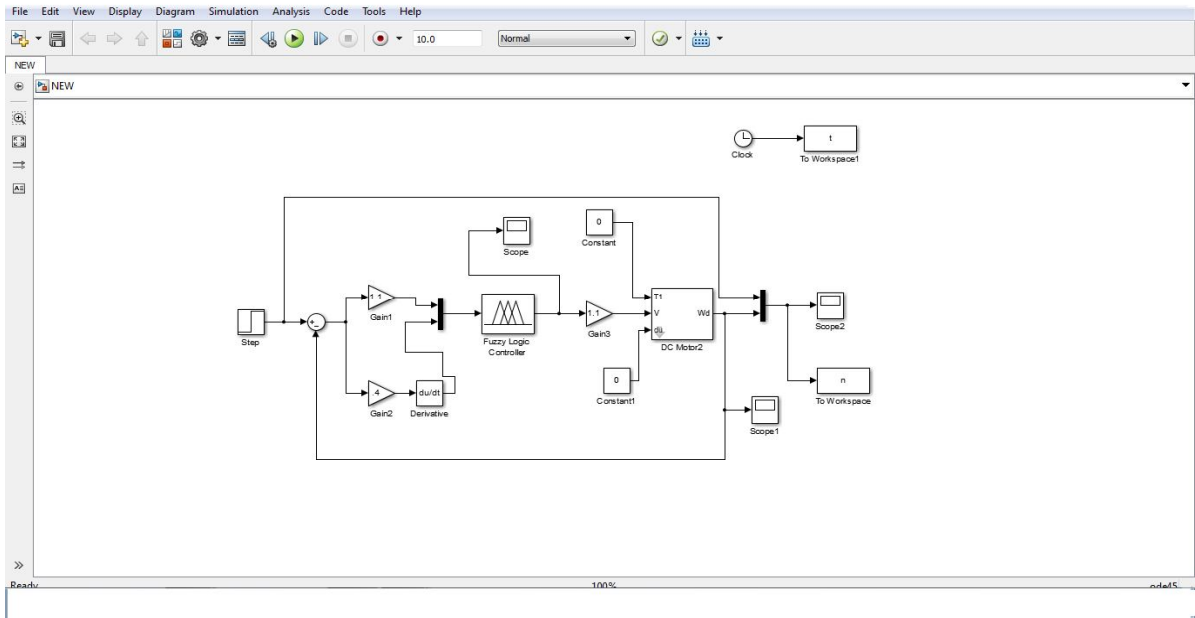 File Edit View Display Diagram Simulation Analysis Code Tools Help
10.0 Normal
NEW
NEW
Clock
t
To Workspace1
Scope
0
Constant
Step
Gain1
Fuzzy Logic
Controller
1.1
Gain3
T1
V
Wd
DC Motor2
Scope2
.4
Gain2
du/dt
Derivative
0
Constant1
n
To Workspace
Scope1
Ready 100% ode45